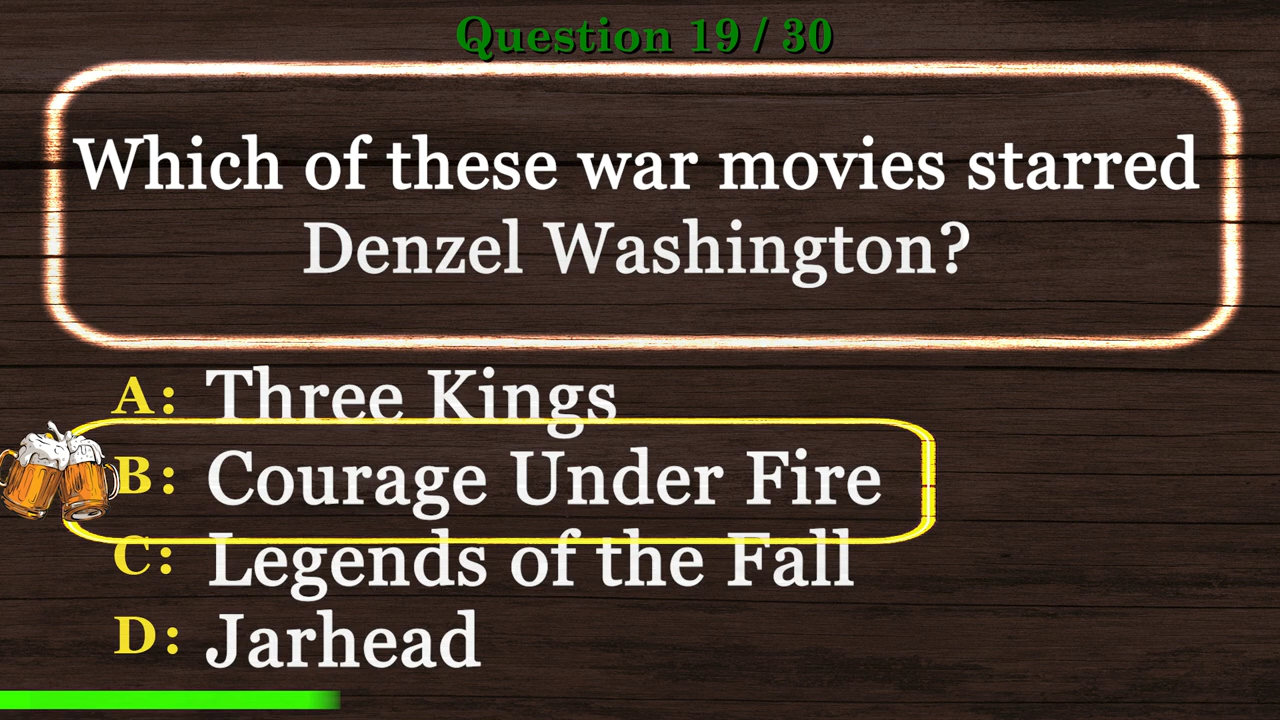 Question 19 / 30
Which of these war movies starred
Denzel Washington?
A: Three Kings
B: Courage Under Fire
C: Legends of the Fall
D: Jarhead